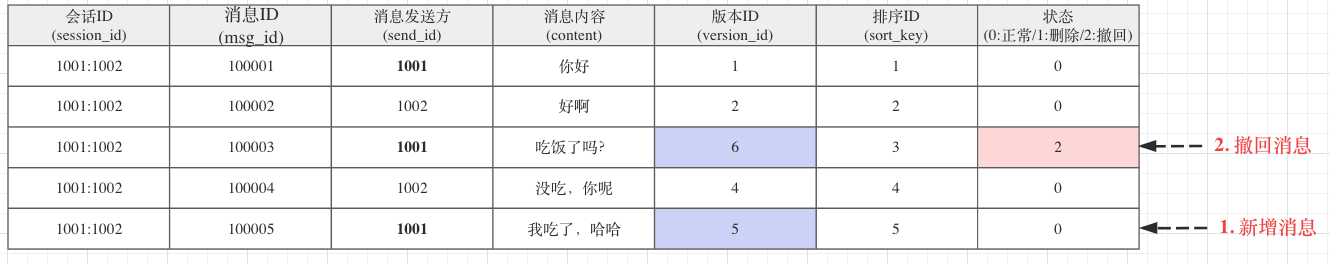 会话ID 消息ID 消息发送方 消息内容 版本ID 排序ID 状态
(session_id) (msg_id) (send_id) (content) (version_id) (sort_key) (0:正常/1:删除/2:撤回)
1001:1002 100001 1001 你好 1 1 0
1001:1002 100002 1002 好啊 2 2 0
1001:1002 100003 1001 吃饭了吗? 6 3 2 2. 撤回消息
1001:1002 100004 1002 没吃，你呢 4 4 0
1001:1002 100005 1001 我吃了，哈哈 5 5 0 1. 新增消息